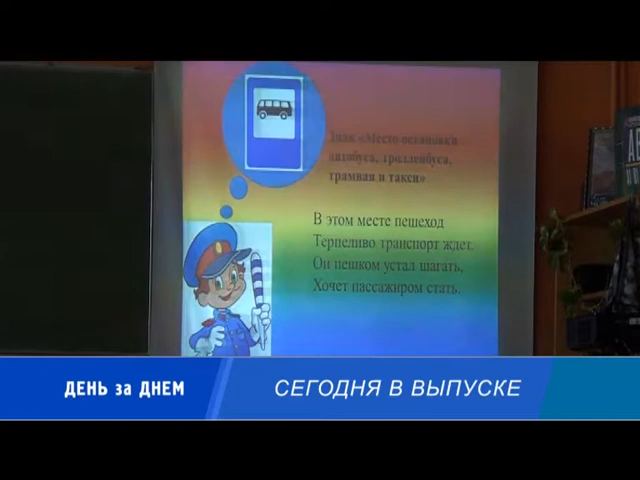 Знак «Место остановки
автобуса, троллейбуса,
трамвая и такси»
В этом месте пешеход
Терпеливо транспорт ждет.
Он пешком устал шагать,
Хочет пассажиром стать.
ДЕНЬ за ДНЕМ
СЕГОДНЯ В ВЫПУСКЕ